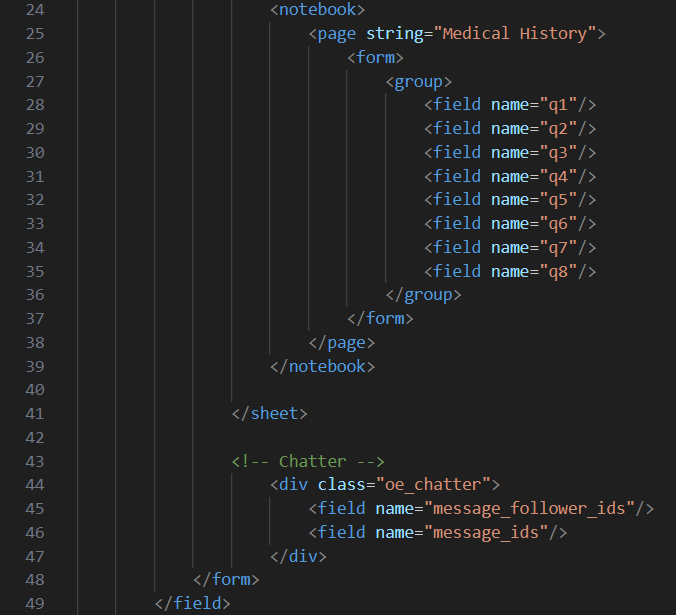 24 <notebook>
25 <page string="Medical History">
26 <form>
27 <group>
28 <field name="q1"/>
29 <field name="q2"/>
30 <field name="q3"/>
31 <field name="q4"/>
32 <field name="q5"/>
33 <field name="q6"/>
34 <field name="q7"/>
35 <field name="q8"/>
36 </group>
37 </form>
38 </page>
39 </notebook>
40
41 </sheet>
42
43 <!-- Chatter -->
44 <div class="oe_chatter">
45 <field name="message_follower_ids"/>
46 <field name="message_ids"/>
47 </div>
48 </form>
49 </field>